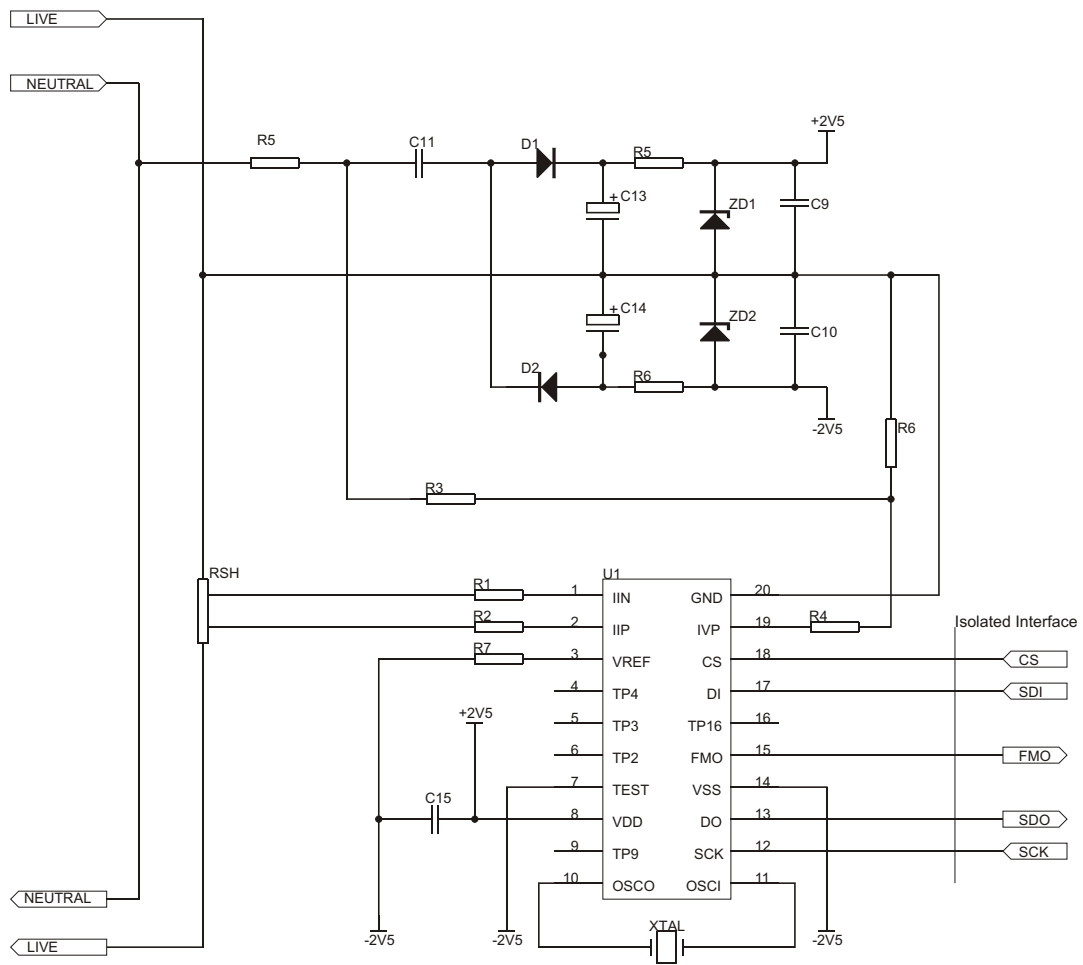 LIVE
NEUTRAL
R5
C11
D1
R5
+2V5
+ C13
ZD1
C9
+ C14
ZD2
C10
D2
R6
-2V5
R6
R3
RSH
U1
R1
1
IIN
GND
20
R2
2
IIP
IVP
19
R4
Isolated Interface
R7
3
VREF
CS
18
CS
4
TP4
DI
17
SDI
+2V5
5
TP3
TP16
16
6
TP2
FMO
15
FMO
7
TEST
VSS
14
C15
8
VDD
DO
13
SDO
9
TP9
SCK
12
SCK
10
OSCO
OSCI
11
NEUTRAL
XTAL
-2V5
-2V5
-2V5
LIVE